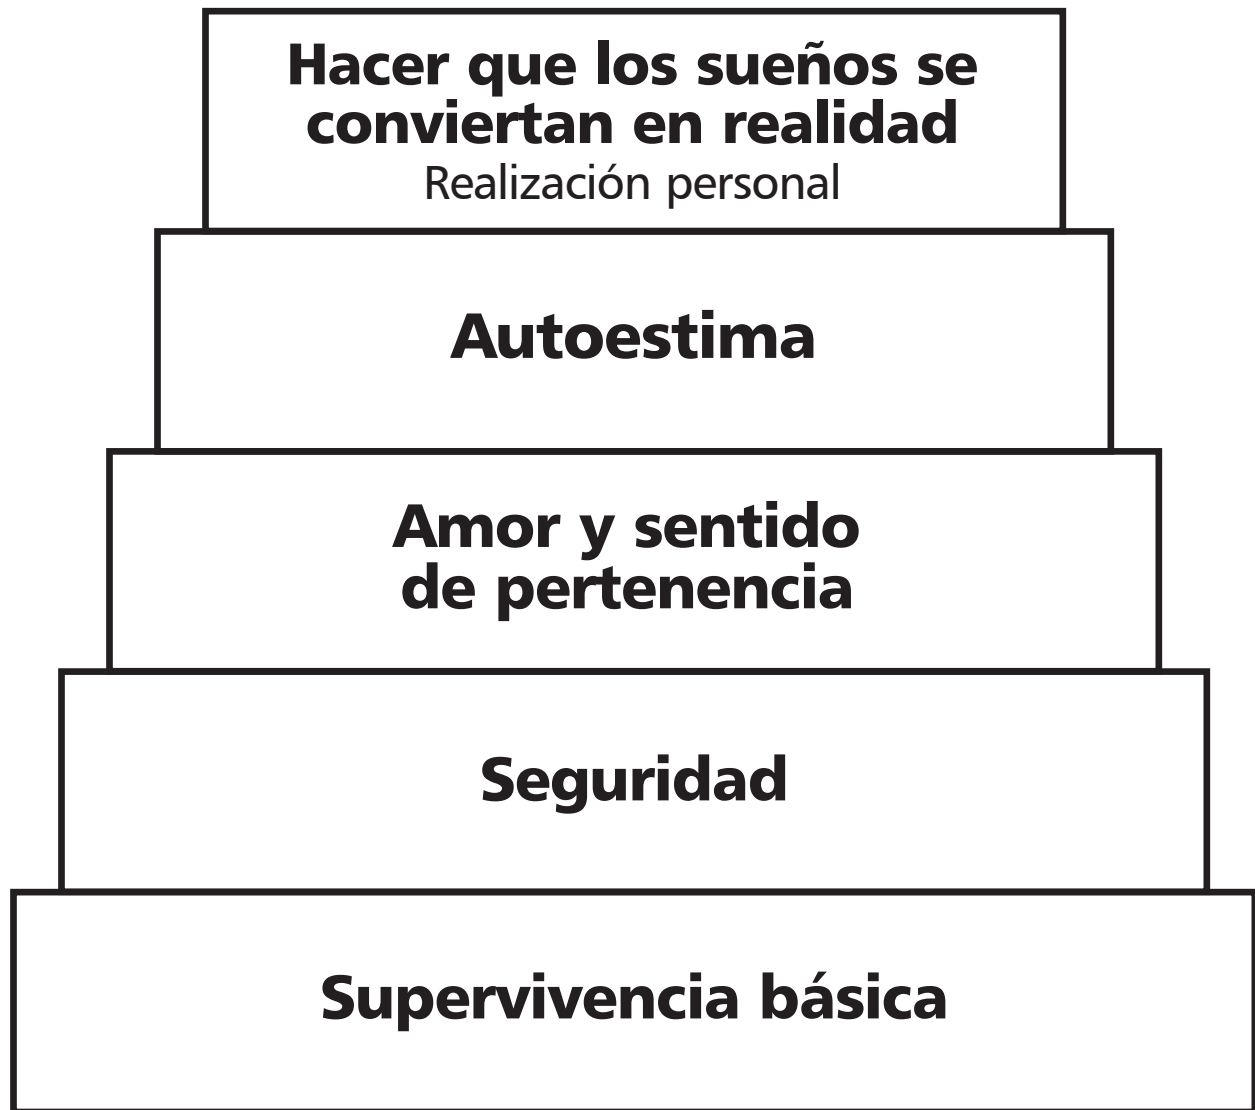 Hacer que los sueños se
conviertan en realidad
Realización personal
Autoestima
Amor y sentido
de pertenencia
Seguridad
Supervivencia básica